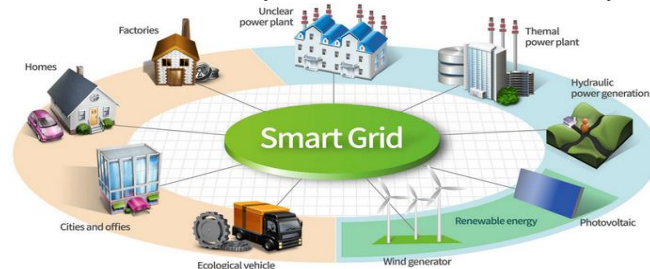 Unclear
power plant
Factories
Themal
power plant
Homes
Hydraulic
power generation
Smart Grid
Cities and offies
Renewable energy
Photovoltaic
Ecological vehicle
Wind generator